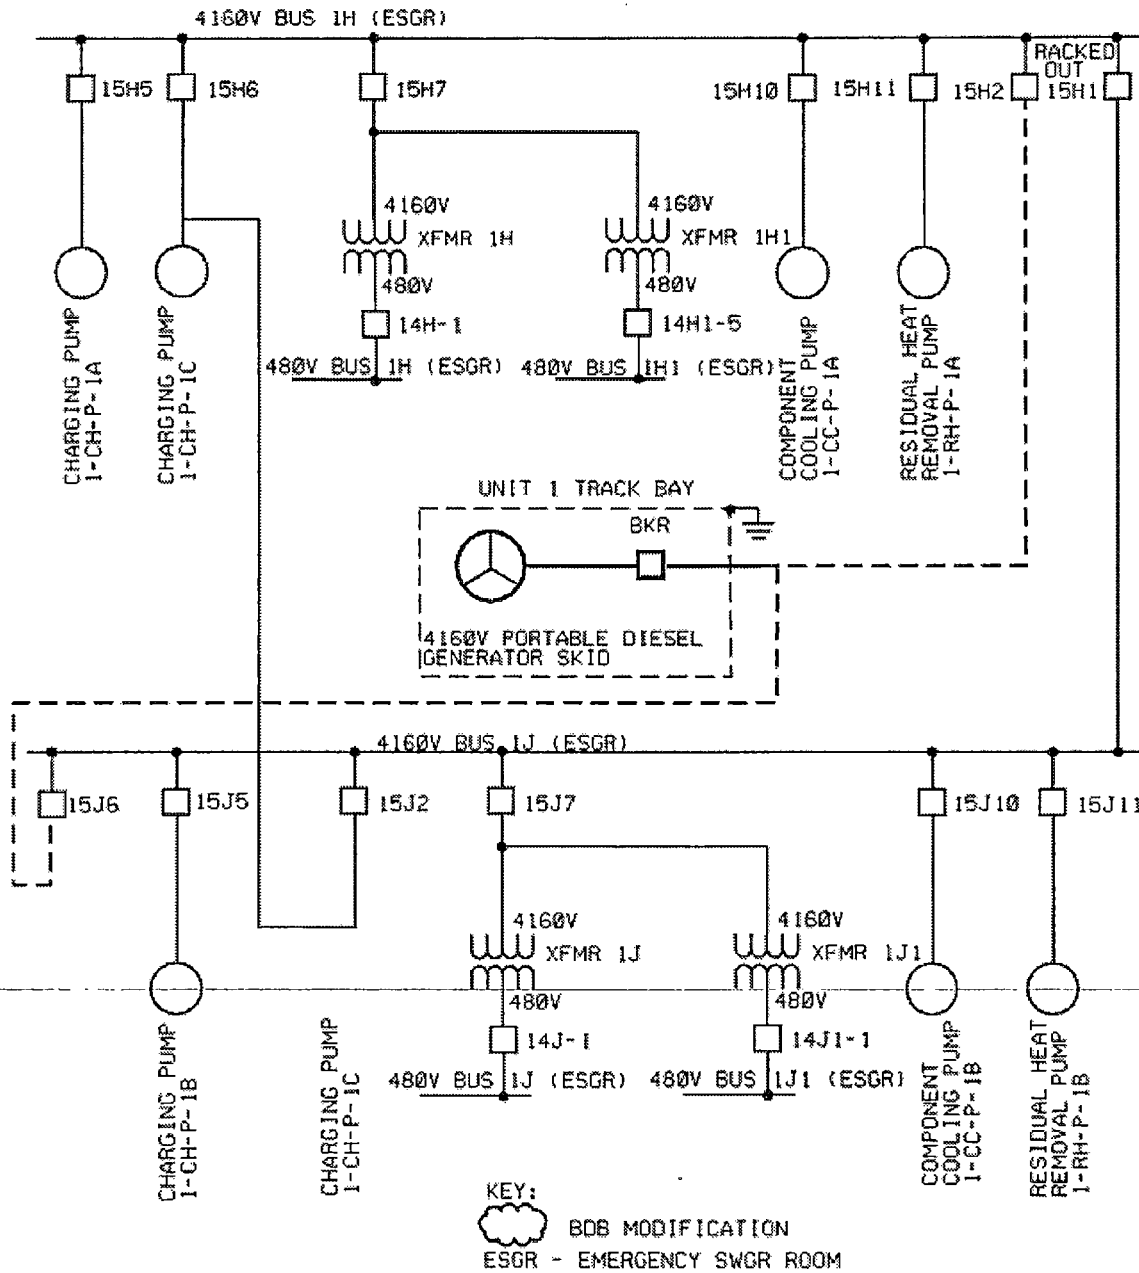 4160V BUS 1H (ESGR)
RACKED
OUT
15H5
15H6
15H7
15H10
15H11
15H2
15H1
4160V
XFMR 1H
480V
14H-1
480V BUS 1H (ESGR)
4160V
XFMR 1H1
480V
14H1-5
480V BUS 1H1 (ESGR)
CHARGING PUMP
1-CH-P-1A
CHARGING PUMP
1-CH-P-1C
COMPONENT
COOLING PUMP
1-CC-P-1A
RESIDUAL HEAT
REMOVAL PUMP
1-RH-P-1A
UNIT 1 TRACK BAY
BKR
4160V PORTABLE DIESEL
GENERATOR SKID
4160V BUS 1J (ESGR)
15J6
15J5
15J2
15J7
15J10
15J11
4160V
XFMR 1J
480V
14J-1
480V BUS 1J (ESGR)
4160V
XFMR 1J1
480V
14J1-1
480V BUS 1J1 (ESGR)
CHARGING PUMP
1-CH-P-1B
CHARGING PUMP
1-CH-P-1C
COMPONENT
COOLING PUMP
1-CC-P-1B
RESIDUAL HEAT
REMOVAL PUMP
1-RH-P-1B
KEY:
BDB MODIFICATION
ESGR - EMERGENCY SWGR ROOM